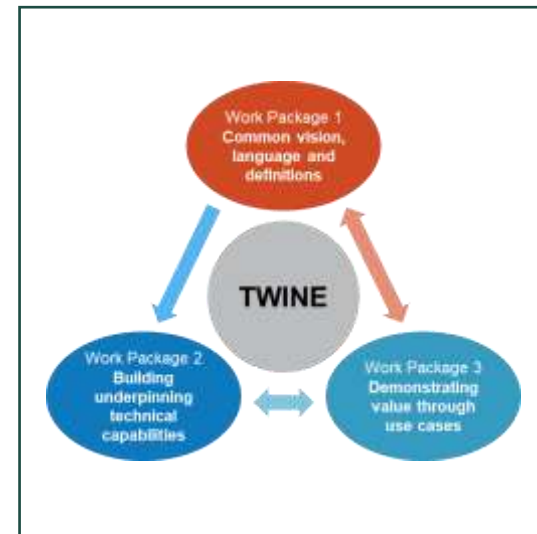 Work Package 1
Common vision,
language and
definitions
TWINE
Work Package 2
Building
underpinning
technical
capabilities
Work Package 3
Demonstrating
value through
use cases